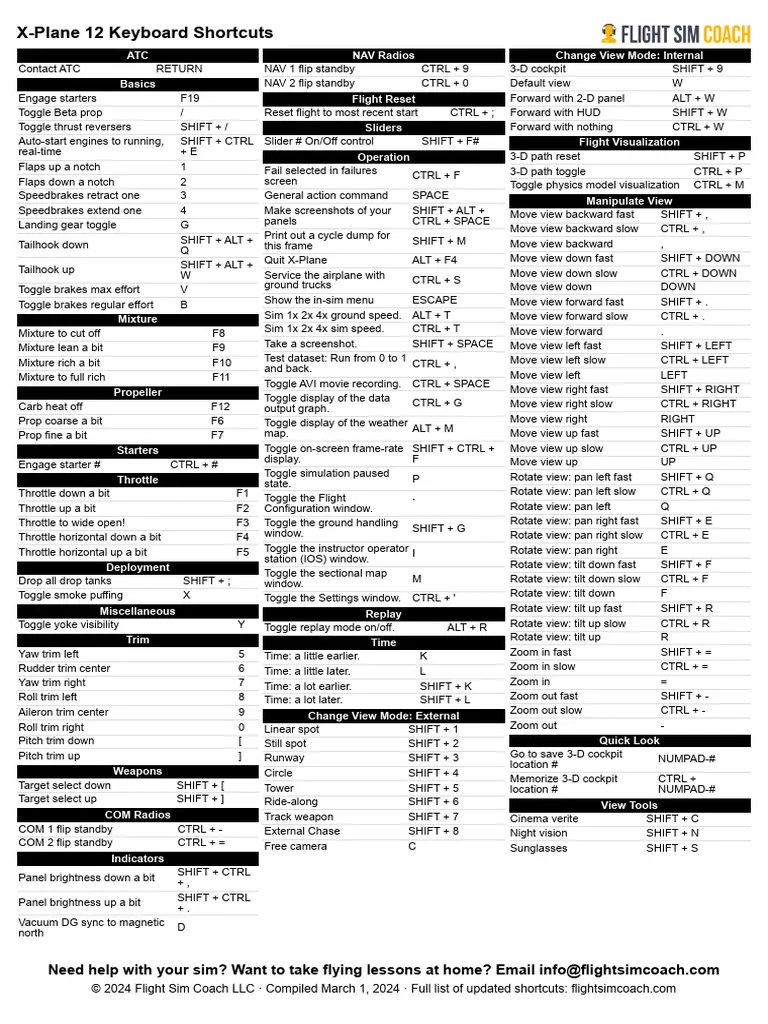 X-Plane 12 Keyboard Shortcuts
FLIGHT SIM COACH
ATC
Contact ATC RETURN
Basics
Engage starters F19
Toggle Beta prop /
Toggle thrust reversers SHIFT + /
Auto-start engines to running, SHIFT + CTRL
real-time + E
Flaps up a notch 1
Flaps down a notch 2
Speedbrakes retract one 3
Speedbrakes extend one 4
Landing gear toggle G
Tailhook down SHIFT + ALT +
Q
Tailhook up SHIFT + ALT +
W
Toggle brakes max effort V
Toggle brakes regular effort B
Mixture
Mixture to cut off F8
Mixture lean a bit F9
Mixture rich a bit F10
Mixture to full rich F11
Propeller
Carb heat off F12
Prop coarse a bit F6
Prop fine a bit F7
Starters
Engage starter # CTRL + #
Throttle
Throttle down a bit F1
Throttle up a bit F2
Throttle to wide open! F3
Throttle horizontal down a bit F4
Throttle horizontal up a bit F5
Deployment
Drop all drop tanks SHIFT + ;
Toggle smoke puffing X
Miscellaneous
Toggle yoke visibility Y
Trim
Yaw trim left 5
Rudder trim center 6
Yaw trim right 7
Roll trim left 8
Aileron trim center 9
Roll trim right 0
Pitch trim down [
Pitch trim up ]
Weapons
Target select down SHIFT + [
Target select up SHIFT + ]
COM Radios
COM 1 flip standby CTRL + -
COM 2 flip standby CTRL + =
Indicators
Panel brightness down a bit SHIFT + CTRL
+ ,
Panel brightness up a bit SHIFT + CTRL
+ .
Vacuum DG sync to magnetic D
north
NAV Radios
NAV 1 flip standby CTRL + 9
NAV 2 flip standby CTRL + 0
Flight Reset
Reset flight to most recent start CTRL + ;
Sliders
Slider # On/Off control SHIFT + F#
Operation
Fail selected in failures CTRL + F
screen
General action command SPACE
Make screenshots of your SHIFT + ALT +
panels CTRL + SPACE
Print out a cycle dump for SHIFT + M
this frame
Quit X-Plane ALT + F4
Service the airplane with CTRL + S
ground trucks
Show the in-sim menu ESCAPE
Sim 1x 2x 4x ground speed. ALT + T
Sim 1x 2x 4x sim speed. CTRL + T
Take a screenshot. SHIFT + SPACE
Test dataset: Run from 0 to 1 CTRL + ,
and back.
Toggle AVI movie recording. CTRL + SPACE
Toggle display of the data CTRL + G
output graph.
Toggle display of the weather ALT + M
map.
Toggle on-screen frame-rate SHIFT + CTRL +
display. F
Toggle simulation paused P
state.
Toggle the Flight '
Configuration window.
Toggle the ground handling SHIFT + G
window.
Toggle the instructor operator I
station (IOS) window.
Toggle the sectional map M
window.
Toggle the Settings window. CTRL + '
Replay
Toggle replay mode on/off. ALT + R
Time
Time: a little earlier. K
Time: a little later. L
Time: a lot earlier. SHIFT + K
Time: a lot later. SHIFT + L
Change View Mode: External
Linear spot SHIFT + 1
Still spot SHIFT + 2
Runway SHIFT + 3
Circle SHIFT + 4
Tower SHIFT + 5
Ride-along SHIFT + 6
Track weapon SHIFT + 7
External Chase SHIFT + 8
Free camera C
Change View Mode: Internal
3-D cockpit SHIFT + 9
Default view W
Forward with 2-D panel ALT + W
Forward with HUD SHIFT + W
Forward with nothing CTRL + W
Flight Visualization
3-D path reset SHIFT + P
3-D path toggle CTRL + P
Toggle physics model visualization CTRL + M
Manipulate View
Move view backward fast SHIFT + ,
Move view backward slow CTRL + ,
Move view backward ,
Move view down fast SHIFT + DOWN
Move view down slow CTRL + DOWN
Move view down DOWN
Move view forward fast SHIFT + .
Move view forward slow CTRL + .
Move view forward .
Move view left fast SHIFT + LEFT
Move view left slow CTRL + LEFT
Move view left LEFT
Move view right fast SHIFT + RIGHT
Move view right slow CTRL + RIGHT
Move view right RIGHT
Move view up fast SHIFT + UP
Move view up slow CTRL + UP
Move view up UP
Rotate view: pan left fast SHIFT + Q
Rotate view: pan left slow CTRL + Q
Rotate view: pan left Q
Rotate view: pan right fast SHIFT + E
Rotate view: pan right slow CTRL + E
Rotate view: pan right E
Rotate view: tilt down fast SHIFT + F
Rotate view: tilt down slow CTRL + F
Rotate view: tilt down F
Rotate view: tilt up fast SHIFT + R
Rotate view: tilt up slow CTRL + R
Rotate view: tilt up R
Zoom in fast SHIFT + =
Zoom in slow CTRL + =
Zoom in =
Zoom out fast SHIFT + -
Zoom out slow CTRL + -
Zoom out -
Quick Look
Go to save 3-D cockpit NUMPAD-#
location #
Memorize 3-D cockpit CTRL +
location # NUMPAD-#
View Tools
Cinema verite SHIFT + C
Night vision SHIFT + N
Sunglasses SHIFT + S
Need help with your sim? Want to take flying lessons at home? Email info@flightsimcoach.com
© 2024 Flight Sim Coach LLC · Compiled March 1, 2024 · Full list of updated shortcuts: flightsimcoach.com